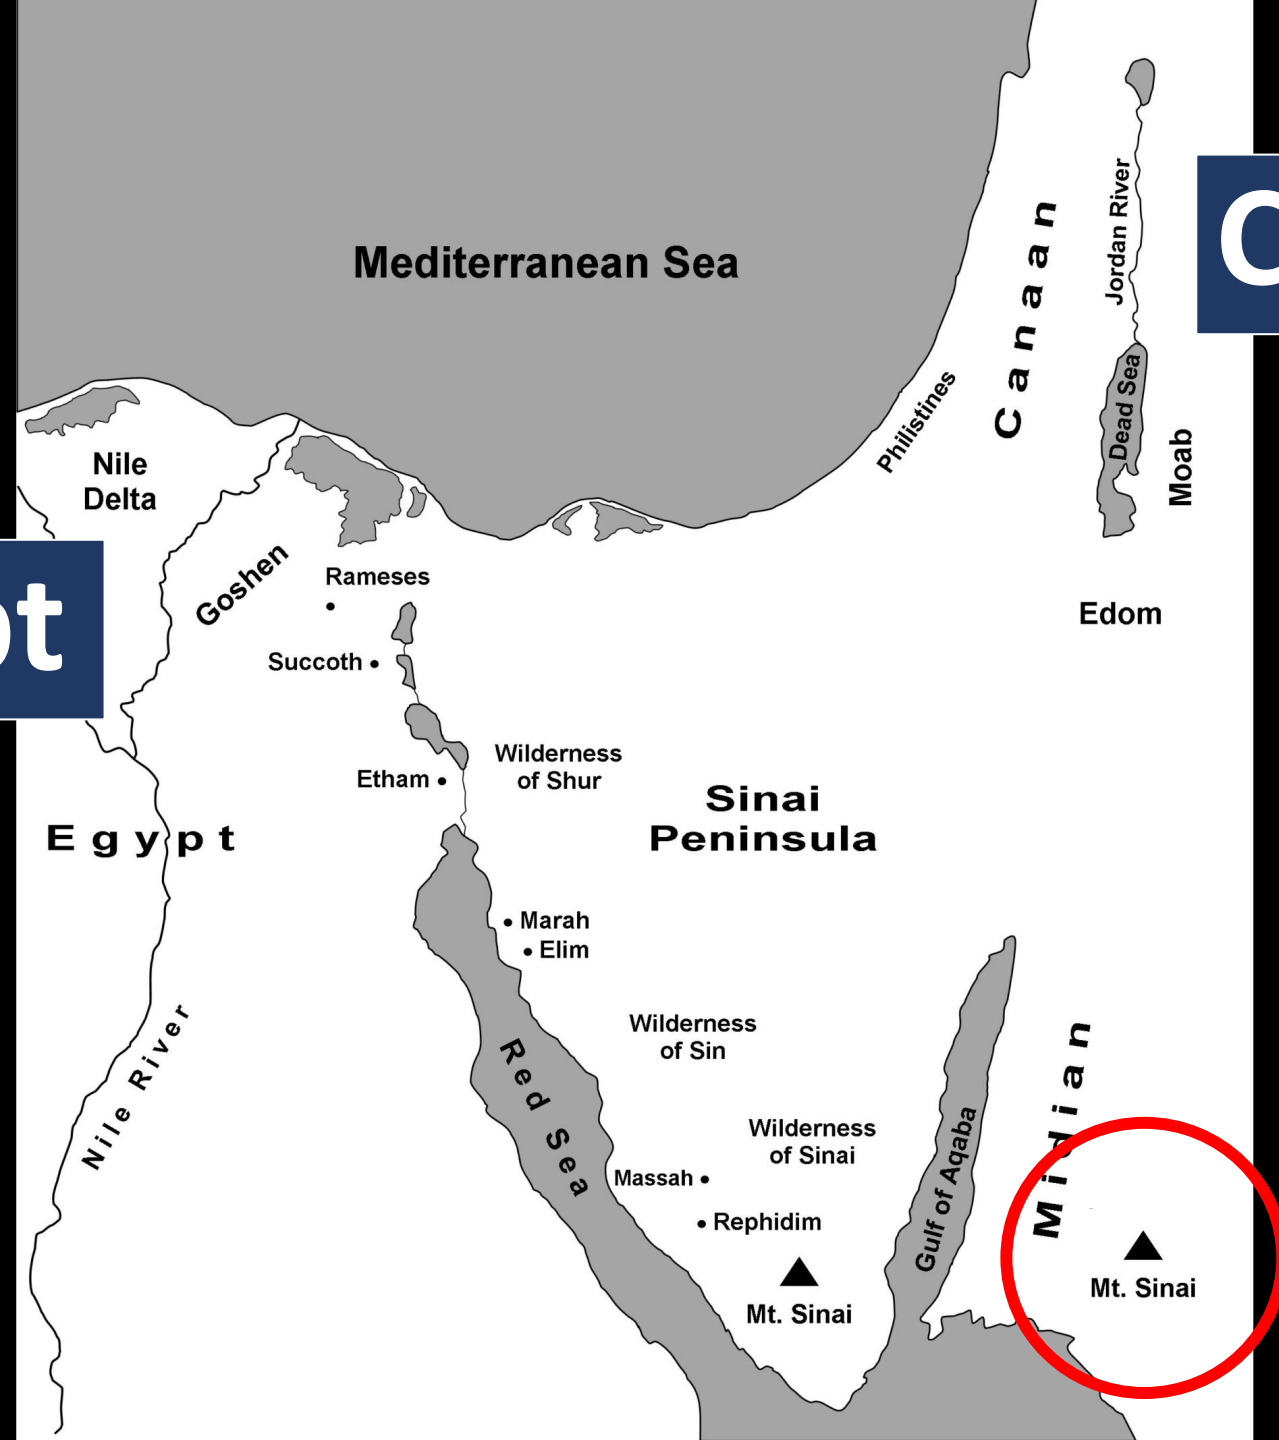 Mediterranean Sea
Canaan
Jordan River
Dead Sea
Philistines
Moab
Edom
Nile
Delta
Goshen
Rameses
Succoth
Etham
Wilderness
of Shur
Sinai
Peninsula
Egypt
Marah
Elim
Nile River
Red Sea
Wilderness
of Sin
Wilderness
of Sinai
Massah
Rephidim
Mt. Sinai
Gulf of Aqaba
Midian
Mt. Sinai